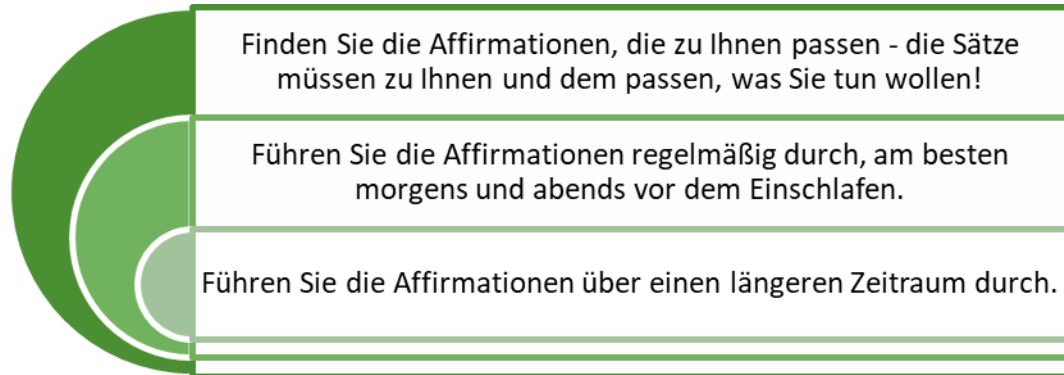 Finden Sie die Affirmationen, die zu Ihnen passen - die Sätze
müssen zu Ihnen und dem passen, was Sie tun wollen!
Führen Sie die Affirmationen regelmäßig durch, am besten
morgens und abends vor dem Einschlafen.
Führen Sie die Affirmationen über einen längeren Zeitraum durch.